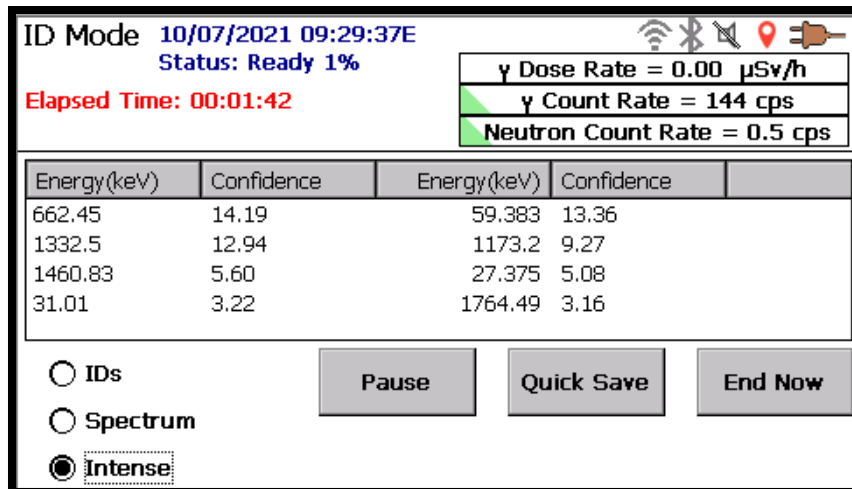 ID Mode 10/07/2021 09:29:37E
Status: Ready 1%
Elapsed Time: 00:01:42
γ Dose Rate = 0.00 µSv/h
γ Count Rate = 144 cps
Neutron Count Rate = 0.5 cps
Energy(keV) Confidence Energy(keV) Confidence
662.45 14.19 59.383 13.36
1332.5 12.94 1173.2 9.27
1460.83 5.60 27.375 5.08
31.01 3.22 1764.49 3.16
IDs
Pause Quick Save End Now
Spectrum
Intense